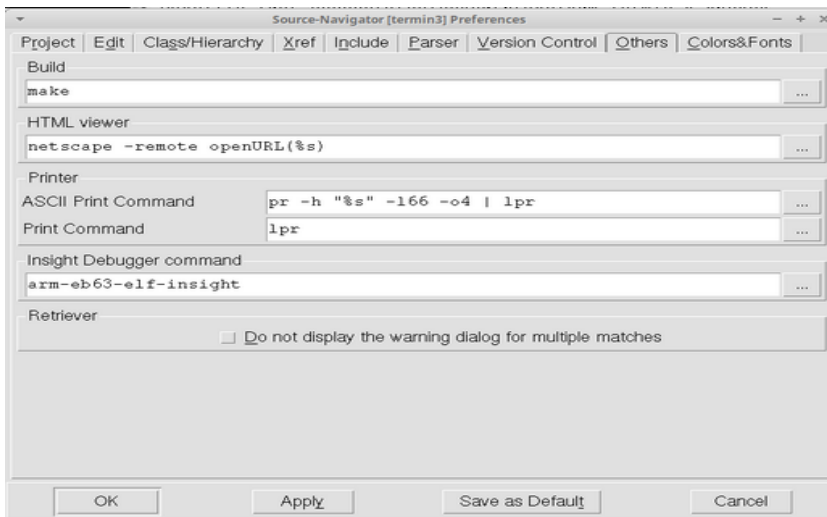 Source-Navigator [termin3] Preferences
Project Edit Class/Hierarchy Xref Include Parser Version Control Others Colors&Fonts
Build
make
...
HTML viewer
netscape -remote openURL(%s)
...
Printer
ASCII Print Command pr -h "%s" -l66 -o4 | lpr ...
Print Command lpr ...
Insight Debugger command
arm-eb63-elf-insight
...
Retriever
Do not display the warning dialog for multiple matches
OK Apply Save as Default Cancel